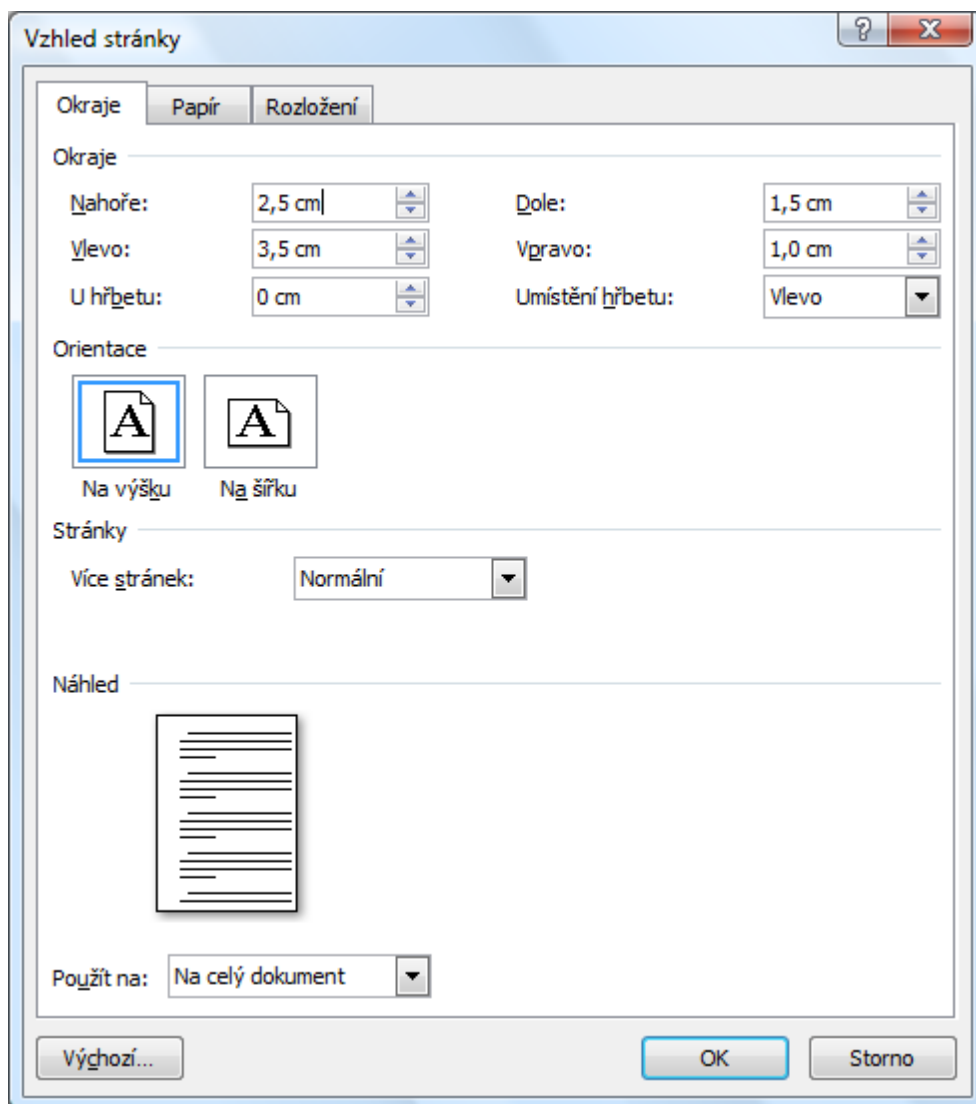 Vzhled stránky
Okraje Papír Rozložení
Okraje
Nahoře: 2,5 cm Dole: 1,5 cm
Vlevo: 3,5 cm Vpravo: 1,0 cm
U hřbetu: 0 cm Umístění hřbetu: Vlevo
Orientace
A A
Na výšku Na šířku
Stránky
Více stránek: Normální
Náhled
Použít na: Na celý dokument
Výchozí... OK Storno